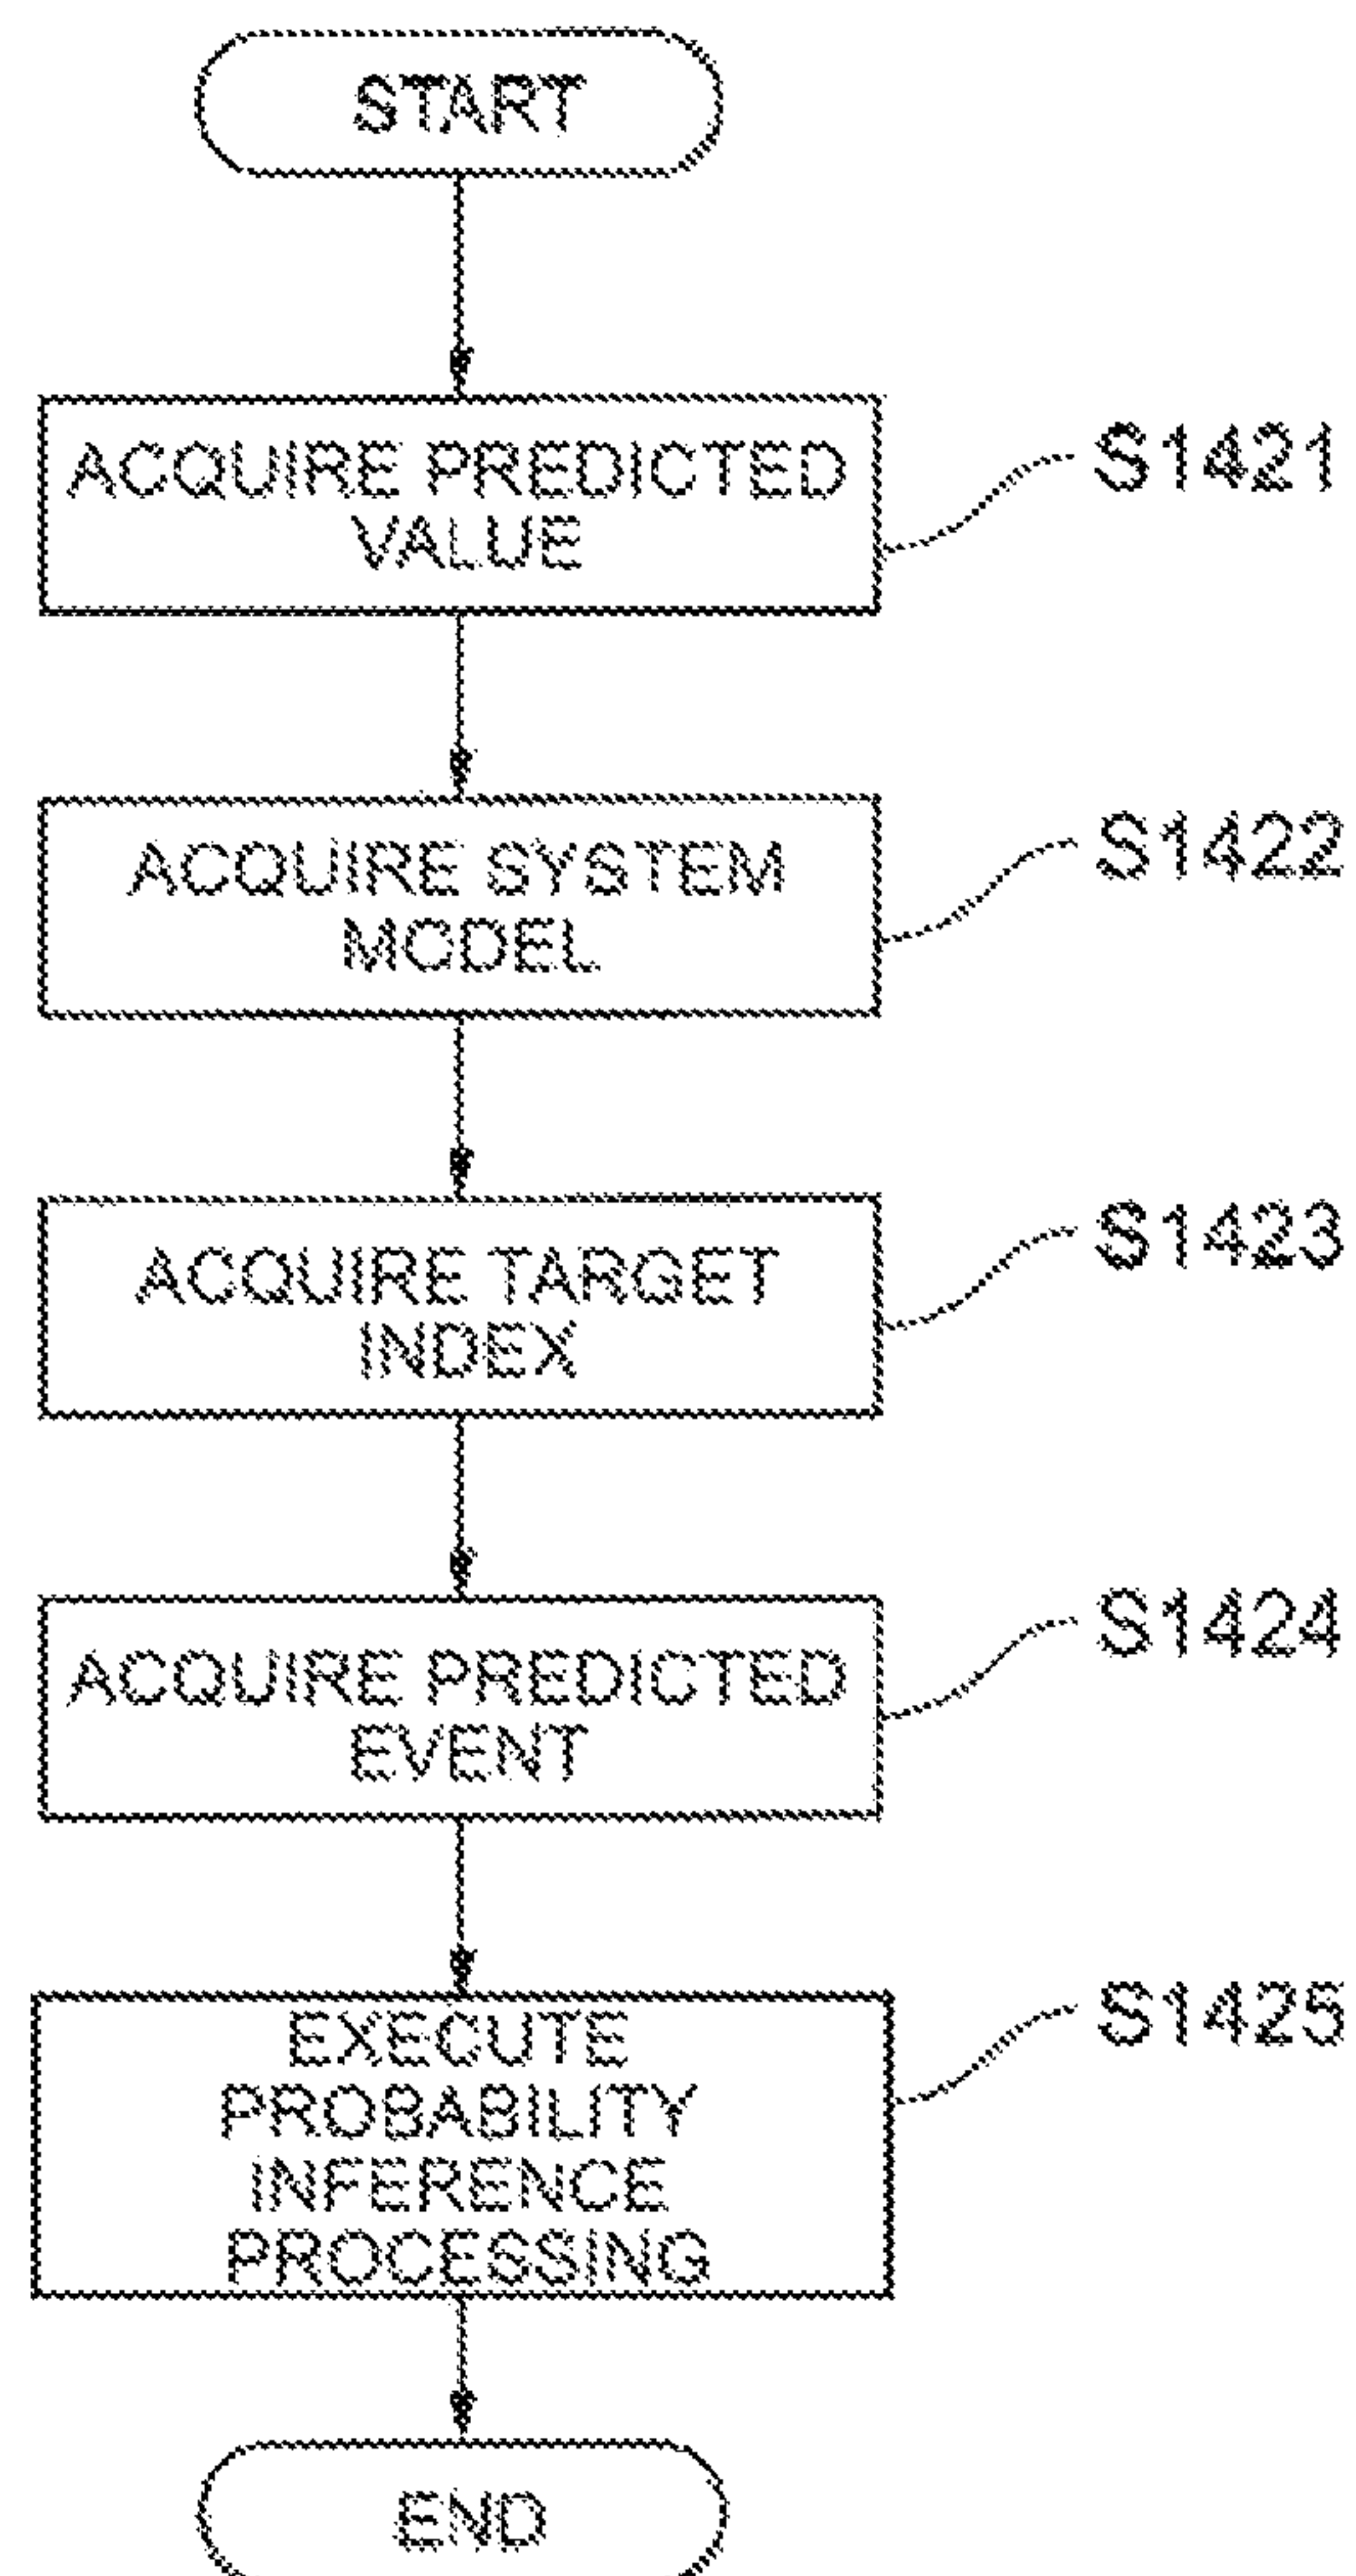 START
ACQUIRE PREDICTED
VALUE
S1421
ACQUIRE SYSTEM
MODEL
S1422
ACQUIRE TARGET
INDEX
S1423
ACQUIRE PREDICTED
EVENT
S1424
EXECUTE
PROBABILITY
INFERENCE
PROCESSING
S1425
END